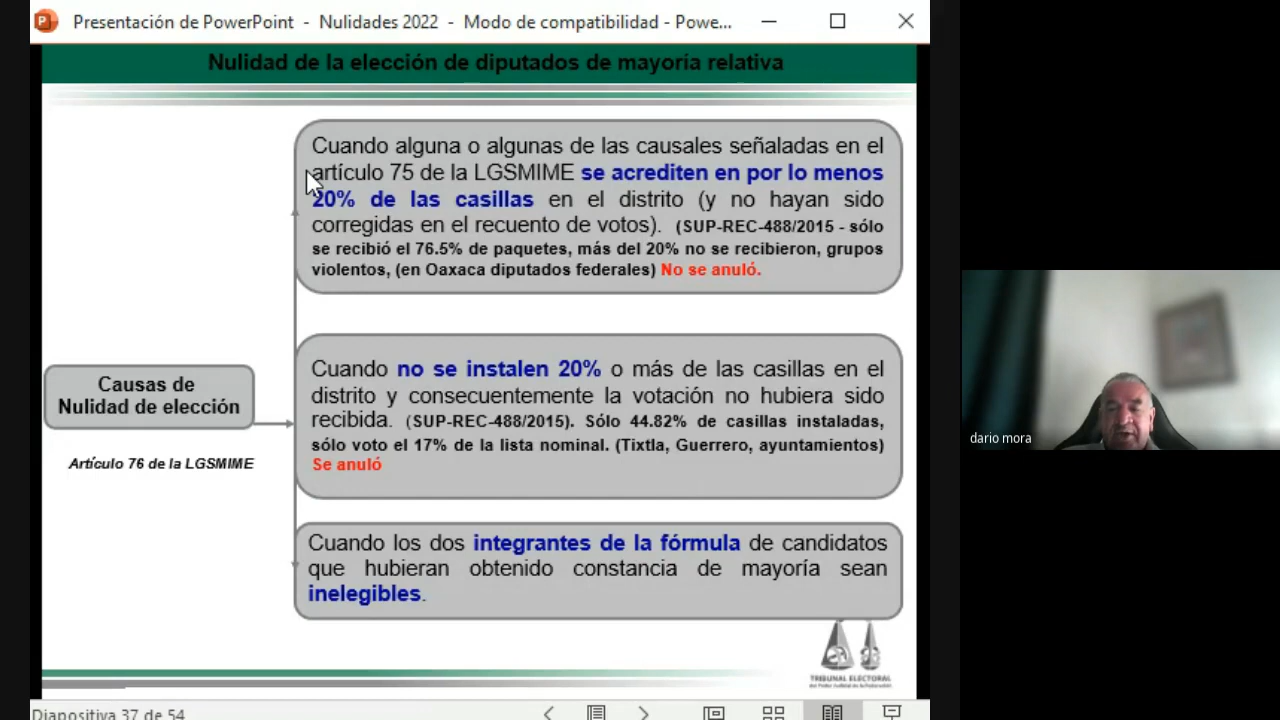 Presentación de PowerPoint - Nulidades 2022 - Modo de compatibilidad - Powe...
Nulidad de la elección de diputados de mayoría relativa
Cuando alguna o algunas de las causales señaladas en el
artículo 75 de la LGSMIME se acrediten en por lo menos
20% de las casillas en el distrito (y no hayan sido
corregidas en el recuento de votos). (SUP-REC-488/2015 - sólo
se recibió el 76.5% de paquetes, más del 20% no se recibieron, grupos
violentos, (en Oaxaca diputados federales) No se anuló.
Causas de
Nulidad de elección
Artículo 76 de la LGSMIME
Cuando no se instalen 20% o más de las casillas en el
distrito y consecuentemente la votación no hubiera sido
recibida. (SUP-REC-488/2015). Sólo 44.82% de casillas instaladas,
sólo voto el 17% de la lista nominal. (Tixtla, Guerrero, ayuntamientos)
Se anuló
Cuando los dos integrantes de la fórmula de candidatos
que hubieran obtenido constancia de mayoría sean
inelegibles.
TRIBUNAL ELECTORAL
del Poder Judicial de la Federación
Diapositiva 37 de 54
dario mora